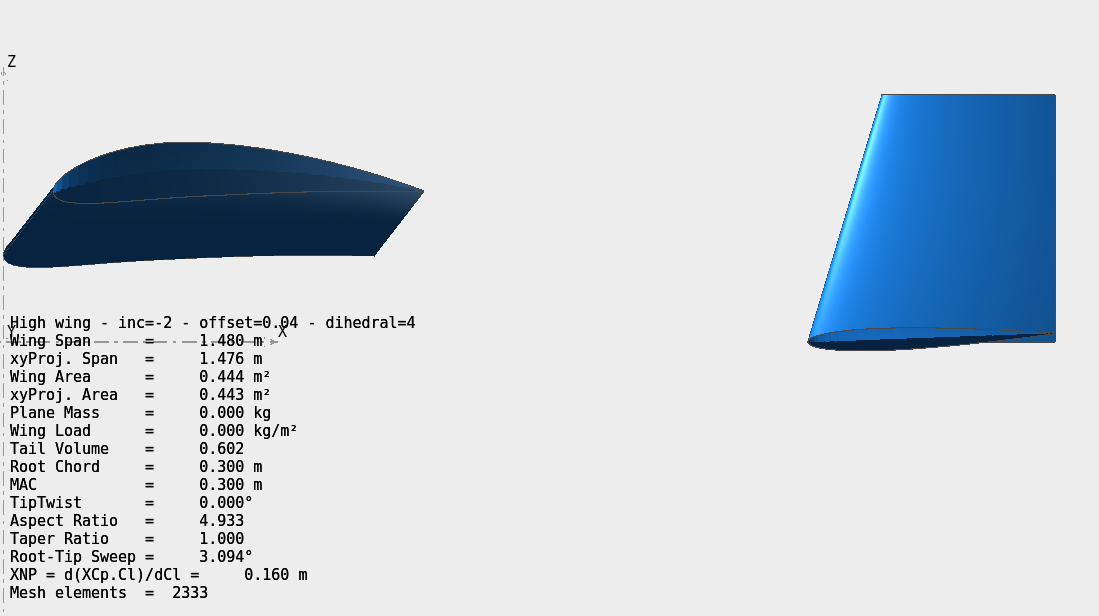 Z
High wing - inc=-2 - offset=0.04 - dihedral=4
Y X
Wing Span = 1.480 m
xyProj. Span = 1.476 m
Wing Area = 0.444 m²
xyProj. Area = 0.443 m²
Plane Mass = 0.000 kg
Wing Load = 0.000 kg/m²
Tail Volume = 0.602
Root Chord = 0.300 m
MAC = 0.300 m
TipTwist = 0.000°
Aspect Ratio = 4.933
Taper Ratio = 1.000
Root-Tip Sweep = 3.094°
XNP = d(XCp.Cl)/dCl = 0.160 m
Mesh elements = 2333